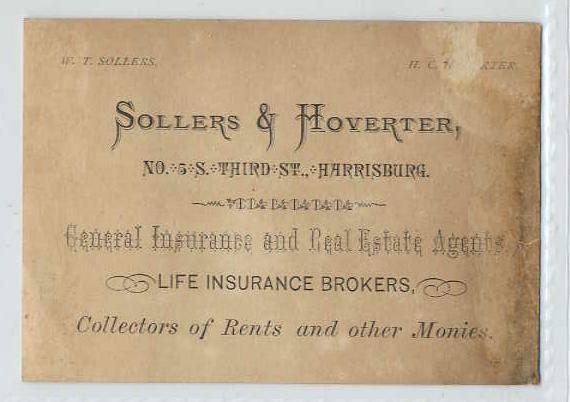 W. T. SOLLERS. H. C.
SOLLERS & HOVERTER,
NO. 5 S. THIRD ST., HARRISBURG.
General Insurance and Real Estate Agents,
LIFE INSURANCE BROKERS,
Collectors of Rents and other Monies.